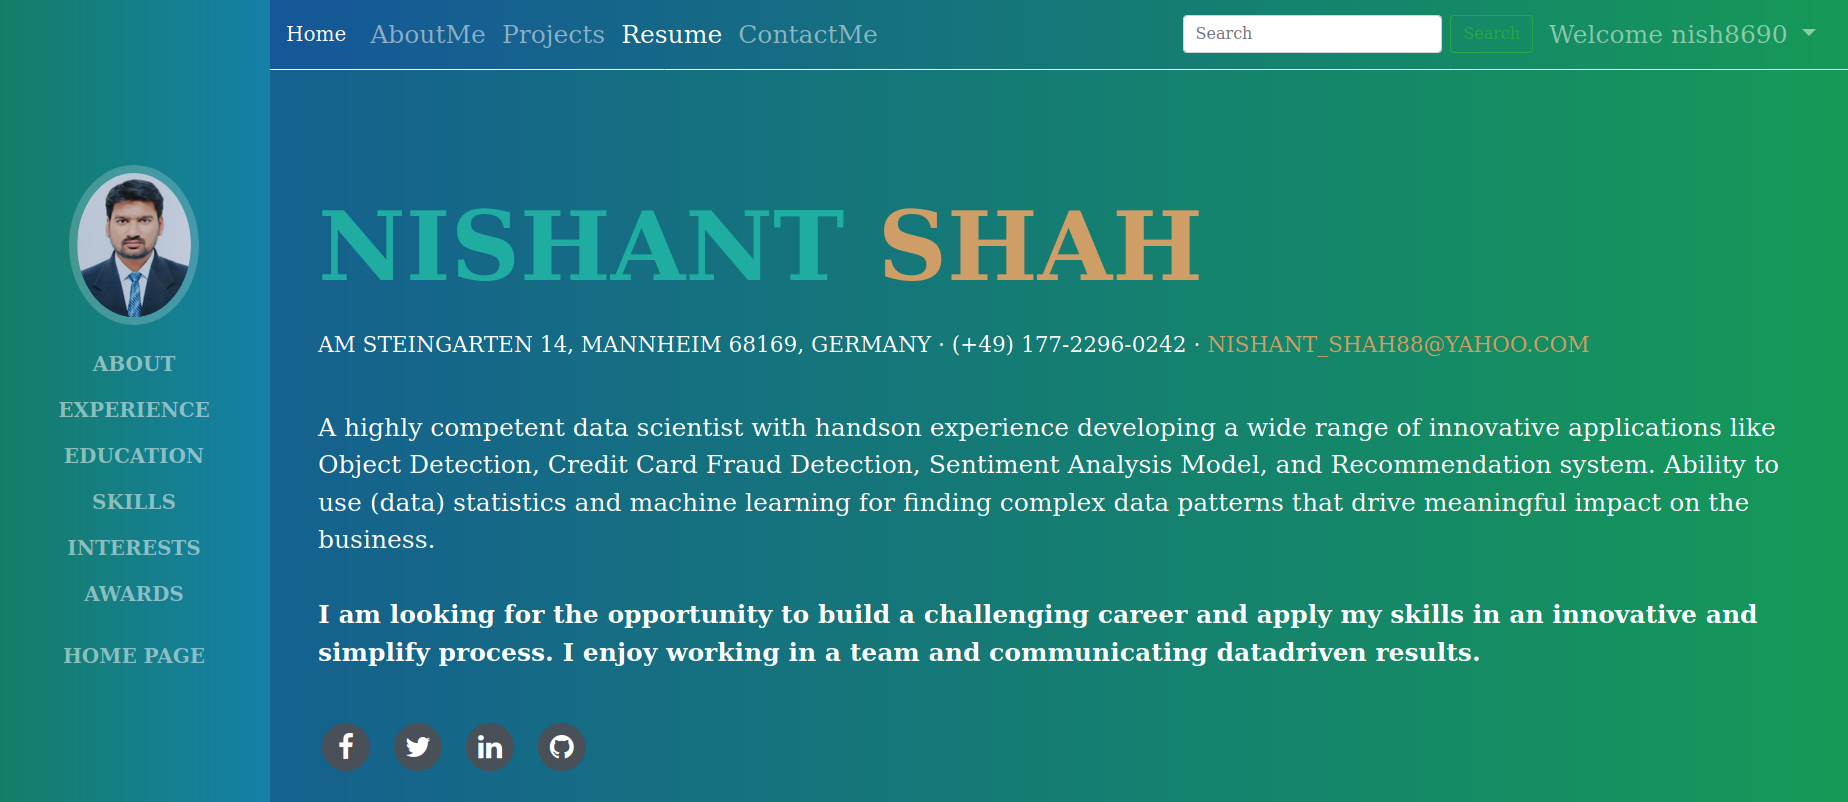 Home AboutMe Projects Resume ContactMe Search Search Welcome nish8690
ABOUT
EXPERIENCE
EDUCATION
SKILLS
INTERESTS
AWARDS
HOME PAGE
NISHANT SHAH
AM STEINGARTEN 14, MANNHEIM 68169, GERMANY · (+49) 177-2296-0242 · NISHANT_SHAH88@YAHOO.COM
A highly competent data scientist with handson experience developing a wide range of innovative applications like
Object Detection, Credit Card Fraud Detection, Sentiment Analysis Model, and Recommendation system. Ability to
use (data) statistics and machine learning for finding complex data patterns that drive meaningful impact on the
business.
I am looking for the opportunity to build a challenging career and apply my skills in an innovative and
simplify process. I enjoy working in a team and communicating datadriven results.